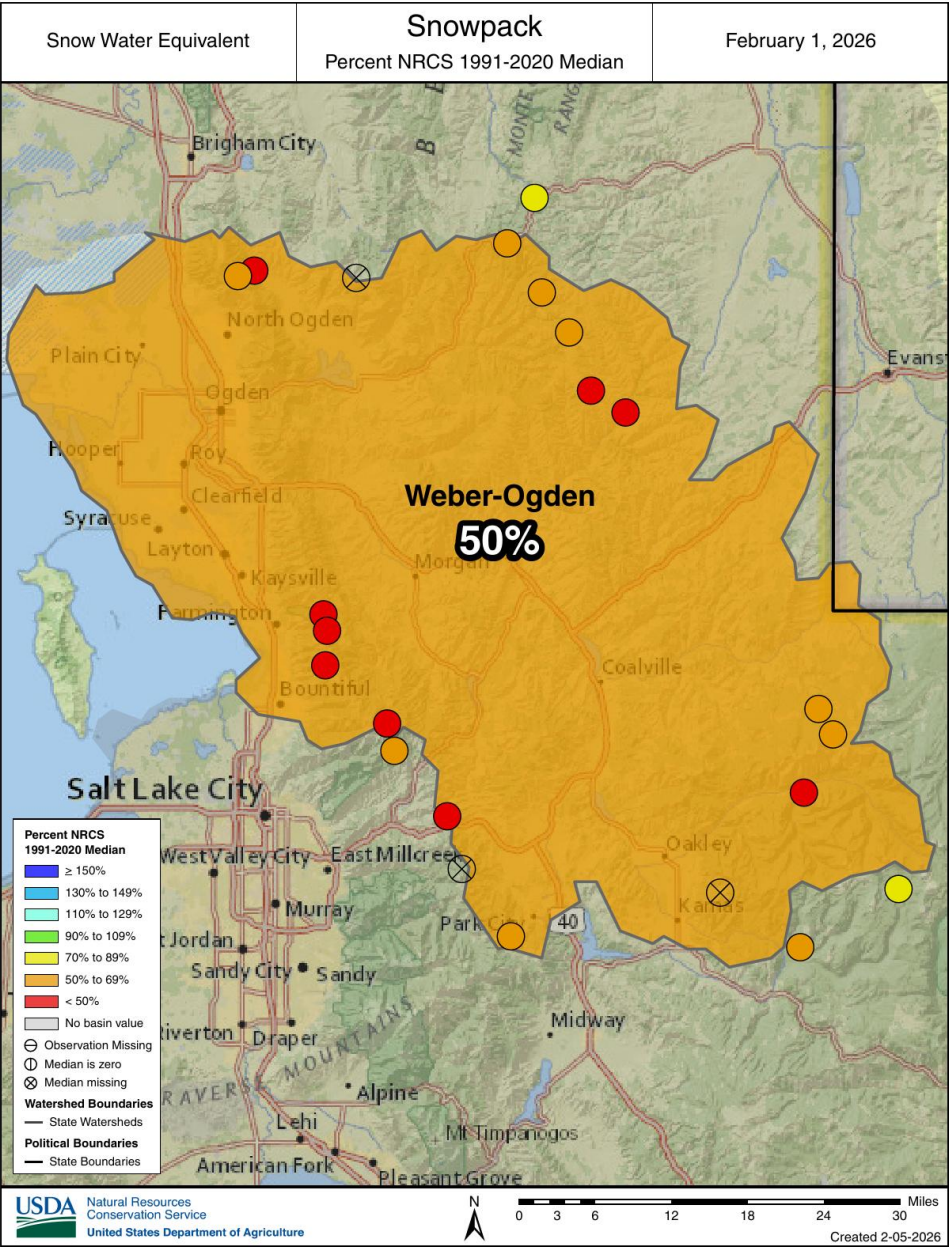 Snow Water Equivalent
Snowpack
Percent NRCS 1991-2020 Median
February 1, 2026
Brigham City
B
MONTE
RANG
North Ogden
Plain City
Ogden
Evans
Hooper
Roy
Clearfield
Weber-Ogden
50%
Syracuse
Layton
Morgan
Kaysville
Farmington
Coalville
Bountiful
Salt Lake City
West Valley City
East Millcree
Oakley
Murray
Kamas
Park City
40
t Jordan
Sandy City
Sandy
Riverton
Draper
Midway
TRAVERSE MOUNTAINS
Alpine
Lehi
Mt Timpanogos
American Fork
Pleasant Grove
Percent NRCS
1991-2020 Median
≥ 150%
130% to 149%
110% to 129%
90% to 109%
70% to 89%
50% to 69%
< 50%
No basin value
Observation Missing
Median is zero
Median missing
Watershed Boundaries
State Watersheds
Political Boundaries
State Boundaries
USDA
Natural Resources
Conservation Service
United States Department of Agriculture
N
Miles
0 3 6 12 18 24 30
Created 2-05-2026